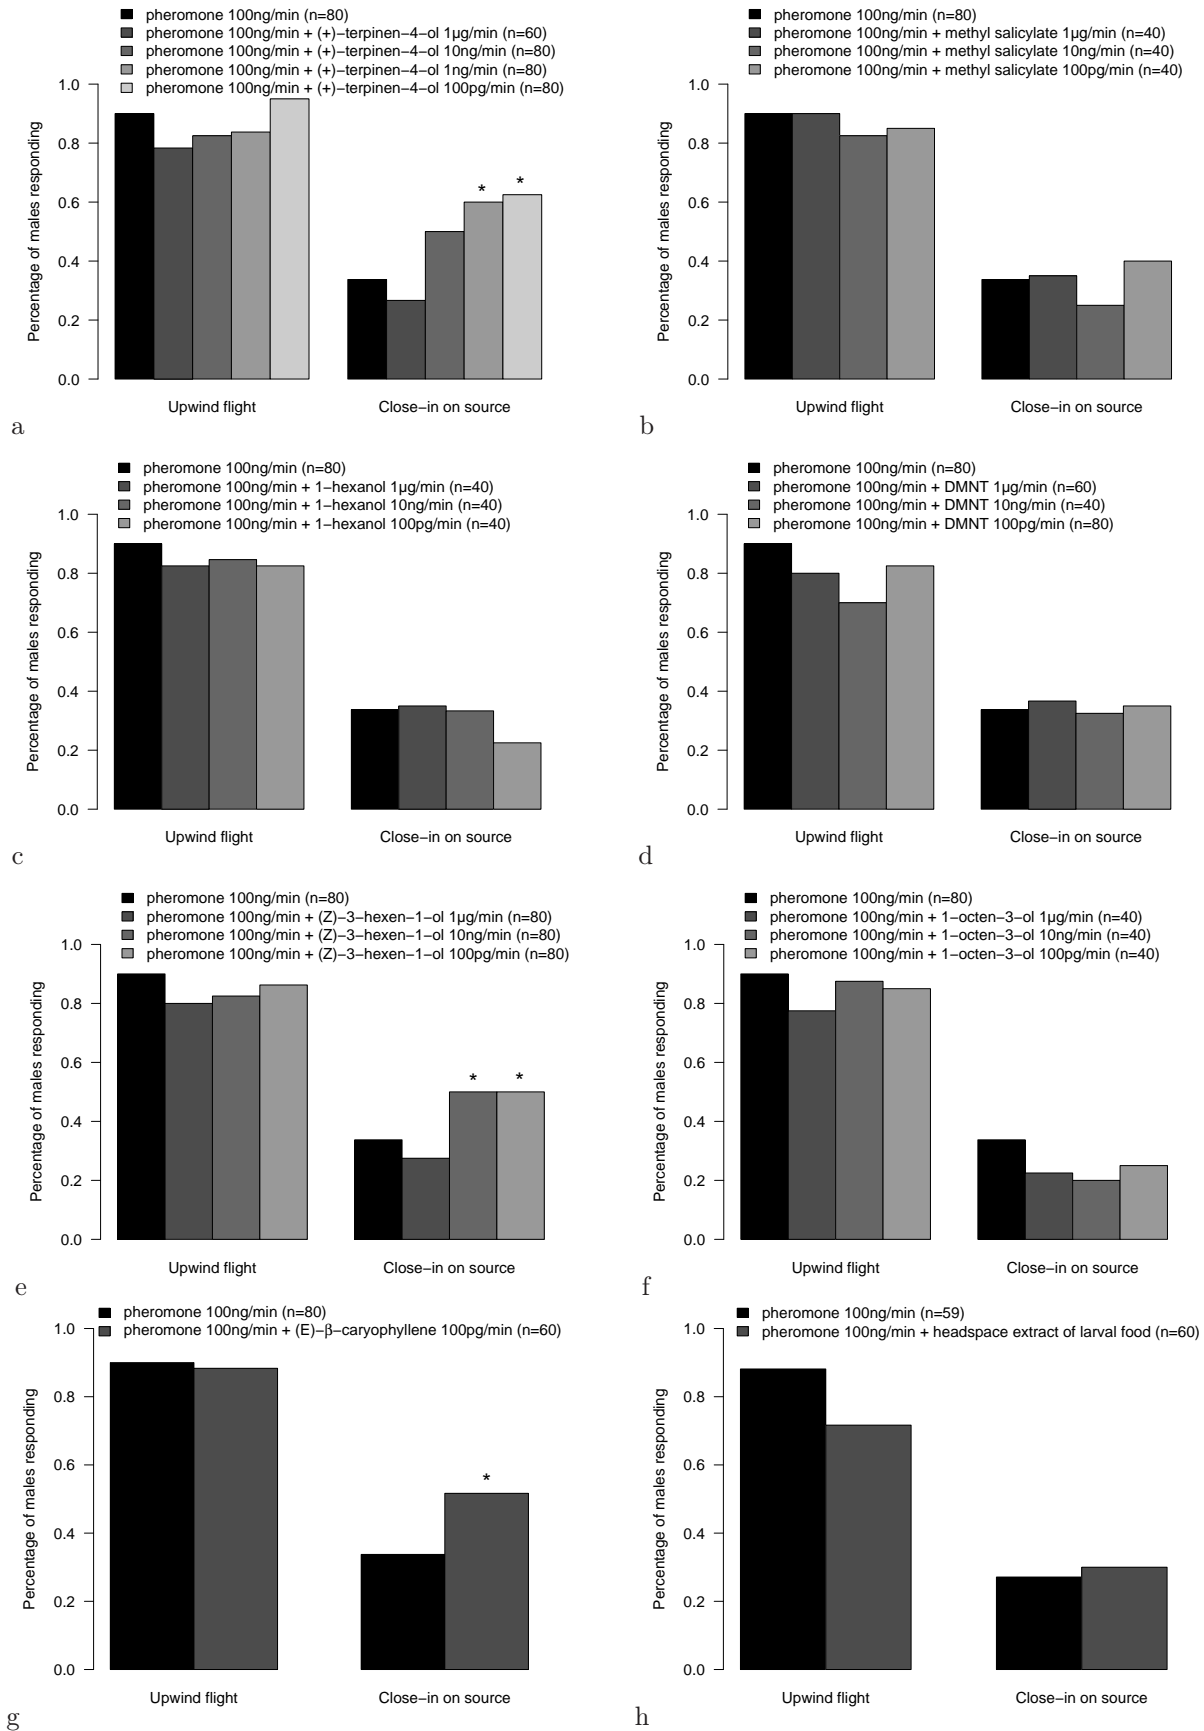 pheromone 100ng/min (n=80)
pheromone 100ng/min + (+)−terpinen−4−ol 1µg/min (n=60)
pheromone 100ng/min + (+)−terpinen−4−ol 10ng/min (n=80)
pheromone 100ng/min + (+)−terpinen−4−ol 1ng/min (n=80)
pheromone 100ng/min + (+)−terpinen−4−ol 100pg/min (n=80)
Percentage of males responding
1.0
0.8
0.6
0.4
0.2
0.0
* *
Upwind flight Close−in on source
a
pheromone 100ng/min (n=80)
pheromone 100ng/min + methyl salicylate 1µg/min (n=40)
pheromone 100ng/min + methyl salicylate 10ng/min (n=40)
pheromone 100ng/min + methyl salicylate 100pg/min (n=40)
Percentage of males responding
1.0
0.8
0.6
0.4
0.2
0.0
Upwind flight Close−in on source
b
pheromone 100ng/min (n=80)
pheromone 100ng/min + 1−hexanol 1µg/min (n=40)
pheromone 100ng/min + 1−hexanol 10ng/min (n=40)
pheromone 100ng/min + 1−hexanol 100pg/min (n=40)
Percentage of males responding
1.0
0.8
0.6
0.4
0.2
0.0
Upwind flight Close−in on source
c
pheromone 100ng/min (n=80)
pheromone 100ng/min + DMNT 1µg/min (n=60)
pheromone 100ng/min + DMNT 10ng/min (n=40)
pheromone 100ng/min + DMNT 100pg/min (n=80)
Percentage of males responding
1.0
0.8
0.6
0.4
0.2
0.0
Upwind flight Close−in on source
d
pheromone 100ng/min (n=80)
pheromone 100ng/min + (Z)−3−hexen−1−ol 1µg/min (n=80)
pheromone 100ng/min + (Z)−3−hexen−1−ol 10ng/min (n=80)
pheromone 100ng/min + (Z)−3−hexen−1−ol 100pg/min (n=80)
Percentage of males responding
1.0
0.8
0.6
0.4
0.2
0.0
* *
Upwind flight Close−in on source
e
pheromone 100ng/min (n=80)
pheromone 100ng/min + 1−octen−3−ol 1µg/min (n=40)
pheromone 100ng/min + 1−octen−3−ol 10ng/min (n=40)
pheromone 100ng/min + 1−octen−3−ol 100pg/min (n=40)
Percentage of males responding
1.0
0.8
0.6
0.4
0.2
0.0
Upwind flight Close−in on source
f
pheromone 100ng/min (n=80)
pheromone 100ng/min + (E)−β−caryophyllene 100pg/min (n=60)
Percentage of males responding
1.0
0.8
0.6
0.4
0.2
0.0
*
Upwind flight Close−in on source
g
pheromone 100ng/min (n=59)
pheromone 100ng/min + headspace extract of larval food (n=60)
Percentage of males responding
1.0
0.8
0.6
0.4
0.2
0.0
Upwind flight Close−in on source
h